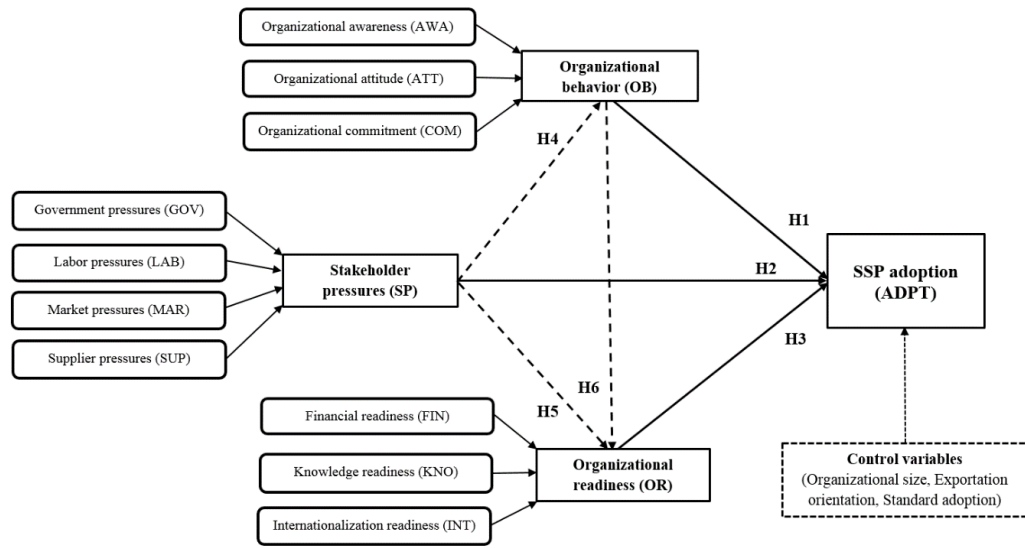 Organizational awareness (AWA)
Organizational attitude (ATT)
Organizational commitment (COM)
Organizational
behavior (OB)
H4
H1
Government pressures (GOV)
Labor pressures (LAB)
Market pressures (MAR)
Supplier pressures (SUP)
Stakeholder
pressures (SP)
H2
SSP adoption
(ADPT)
H3
H6
H5
Financial readiness (FIN)
Knowledge readiness (KNO)
Internationalization readiness (INT)
Organizational
readiness (OR)
Control variables
(Organizational size, Exportation
orientation, Standard adoption)